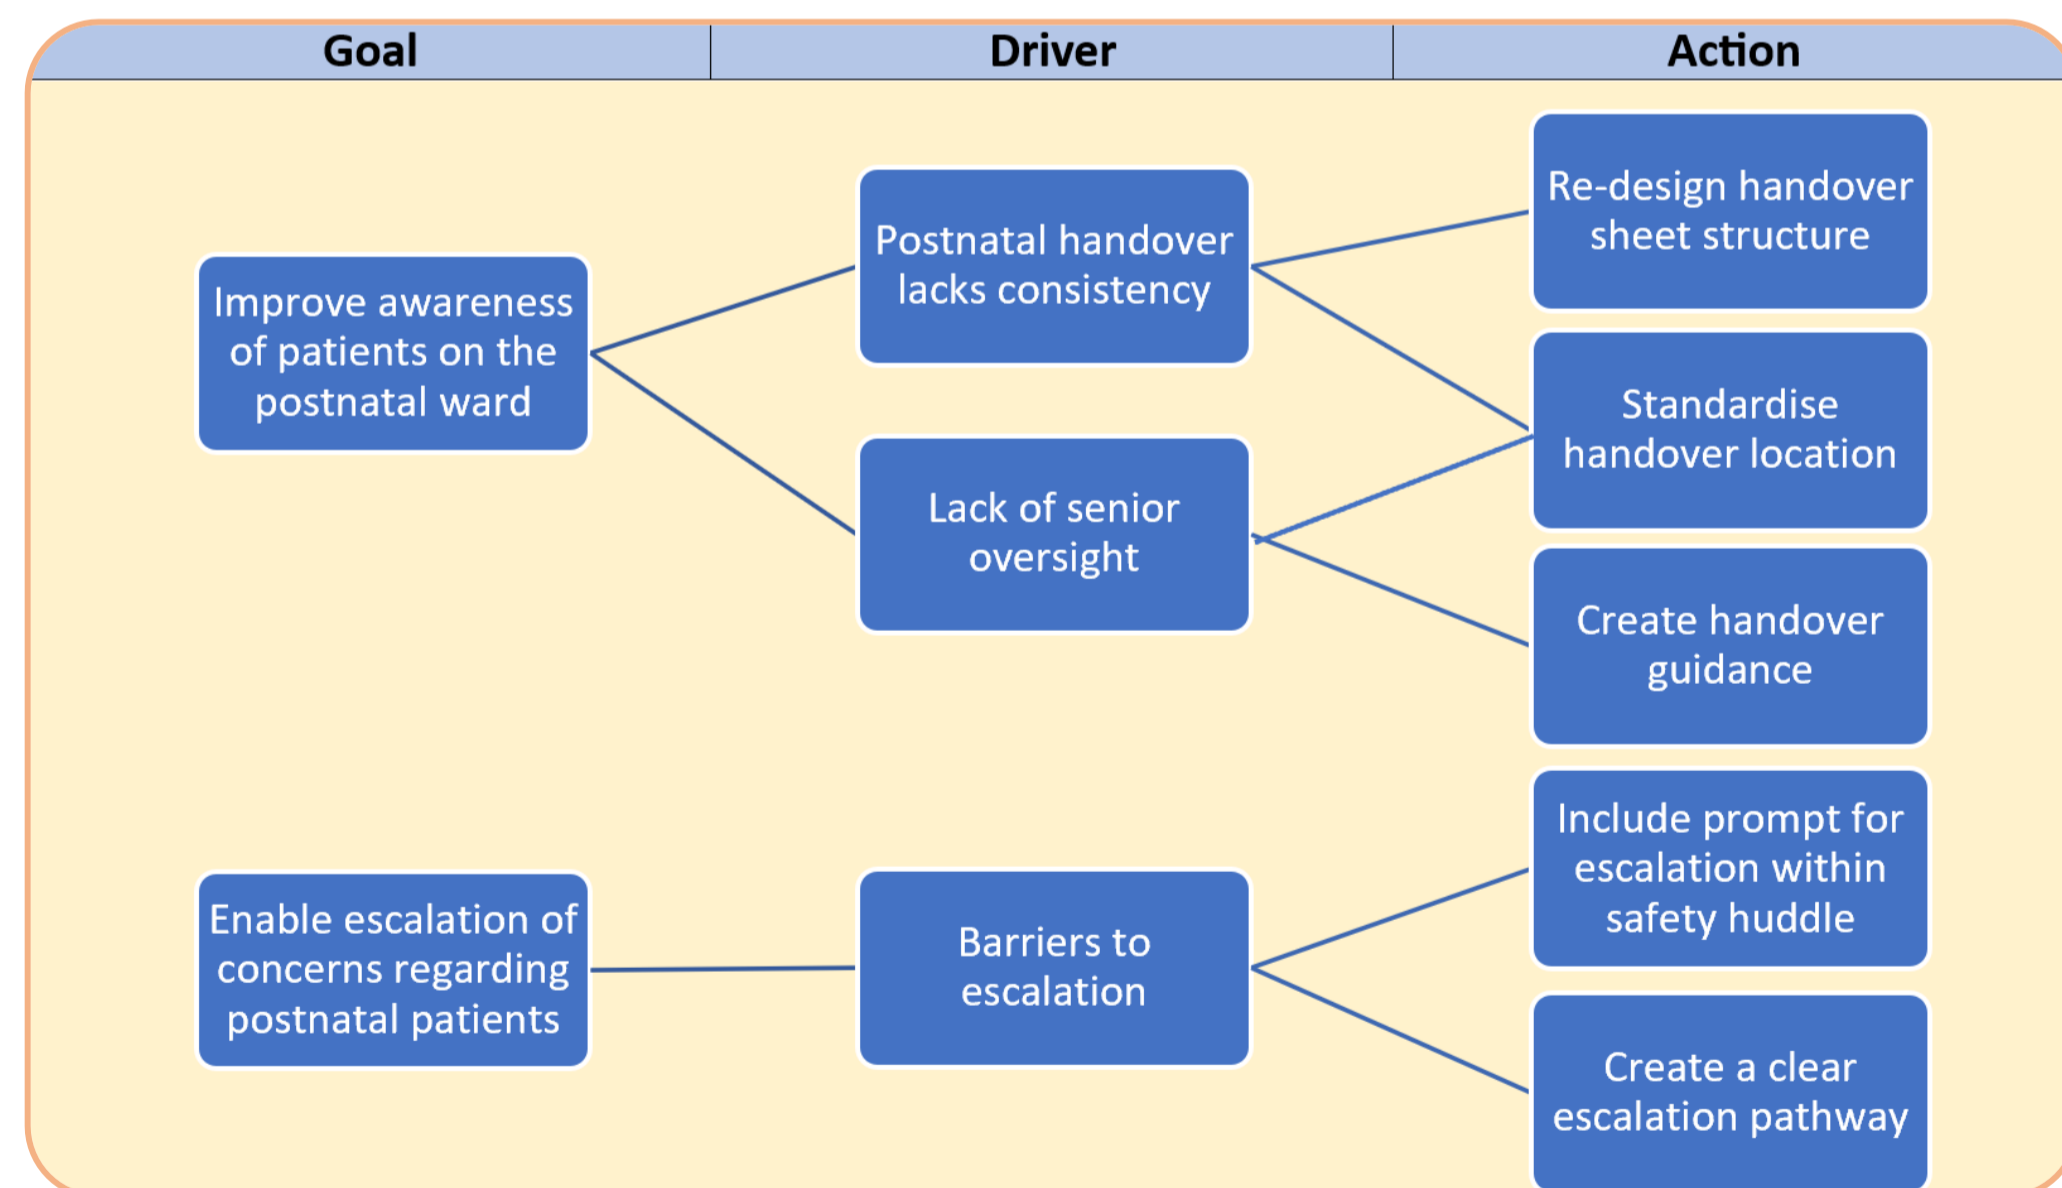 Goal
Driver
Action
Improve awareness
of patients on the
postnatal ward
Postnatal handover
lacks consistency
Lack of senior
oversight
Re-design handover
sheet structure
Standardise
handover location
Create handover
guidance
Enable escalation of
concerns regarding
postnatal patients
Barriers to
escalation
Include prompt for
escalation within
safety huddle
Create a clear
escalation pathway